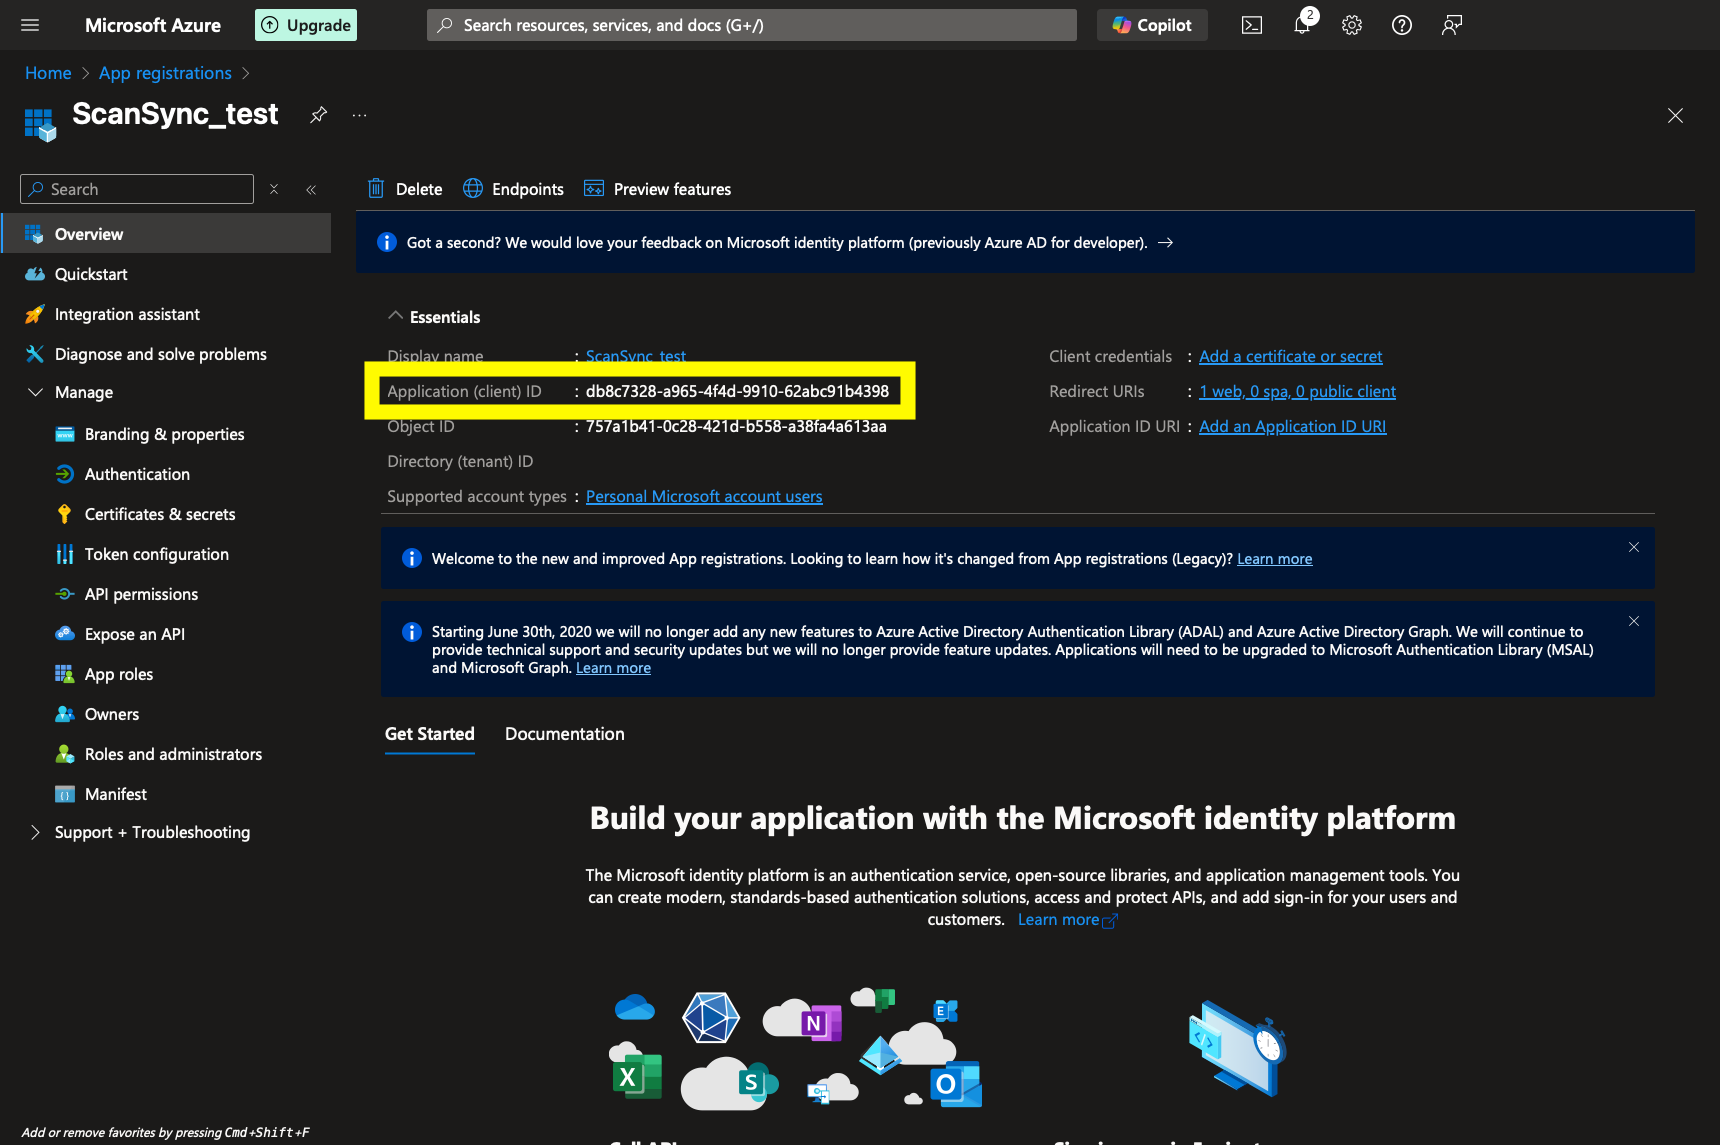 Microsoft Azure
Upgrade
Search resources, services, and docs (G+/)
Copilot
2
Home > App registrations >
ScanSync_test
...
Search
Overview
Quickstart
Integration assistant
Diagnose and solve problems
Manage
Branding & properties
Authentication
Certificates & secrets
Token configuration
API permissions
Expose an API
App roles
Owners
Roles and administrators
Manifest
Support + Troubleshooting
Delete
Endpoints
Preview features
Got a second? We would love your feedback on Microsoft identity platform (previously Azure AD for developer). →
Essentials
Display name : ScanSync_test
Application (client) ID : db8c7328-a965-4f4d-9910-62abc91b4398
Object ID : 757a1b41-0c28-421d-b558-a38fa4a613aa
Directory (tenant) ID
Supported account types : Personal Microsoft account users
Client credentials : Add a certificate or secret
Redirect URIs : 1 web, 0 spa, 0 public client
Application ID URI : Add an Application ID URI
Welcome to the new and improved App registrations. Looking to learn how it's changed from App registrations (Legacy)? Learn more
Starting June 30th, 2020 we will no longer add any new features to Azure Active Directory Authentication Library (ADAL) and Azure Active Directory Graph. We will continue to
provide technical support and security updates but we will no longer provide feature updates. Applications will need to be upgraded to Microsoft Authentication Library (MSAL)
and Microsoft Graph. Learn more
Get Started
Documentation
Build your application with the Microsoft identity platform
The Microsoft identity platform is an authentication service, open-source libraries, and application management tools. You
can create modern, standards-based authentication solutions, access and protect APIs, and add sign-in for your users and
customers. Learn more
N
E
X
S
O
Add or remove favorites by pressing Cmd+Shift+F